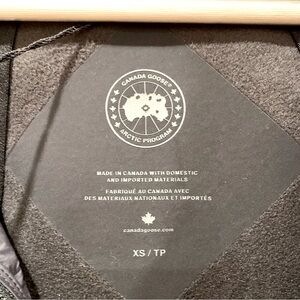 CANADA GOOSE
ARCTIC PROGRAM
MADE IN CANADA WITH DOMESTIC
AND IMPORTED MATERIALS
FABRIQUÉ AU CANADA AVEC
DES MATERIAUX NATIONAUX ET IMPORTÉS
canadagoose.com
XS / TP